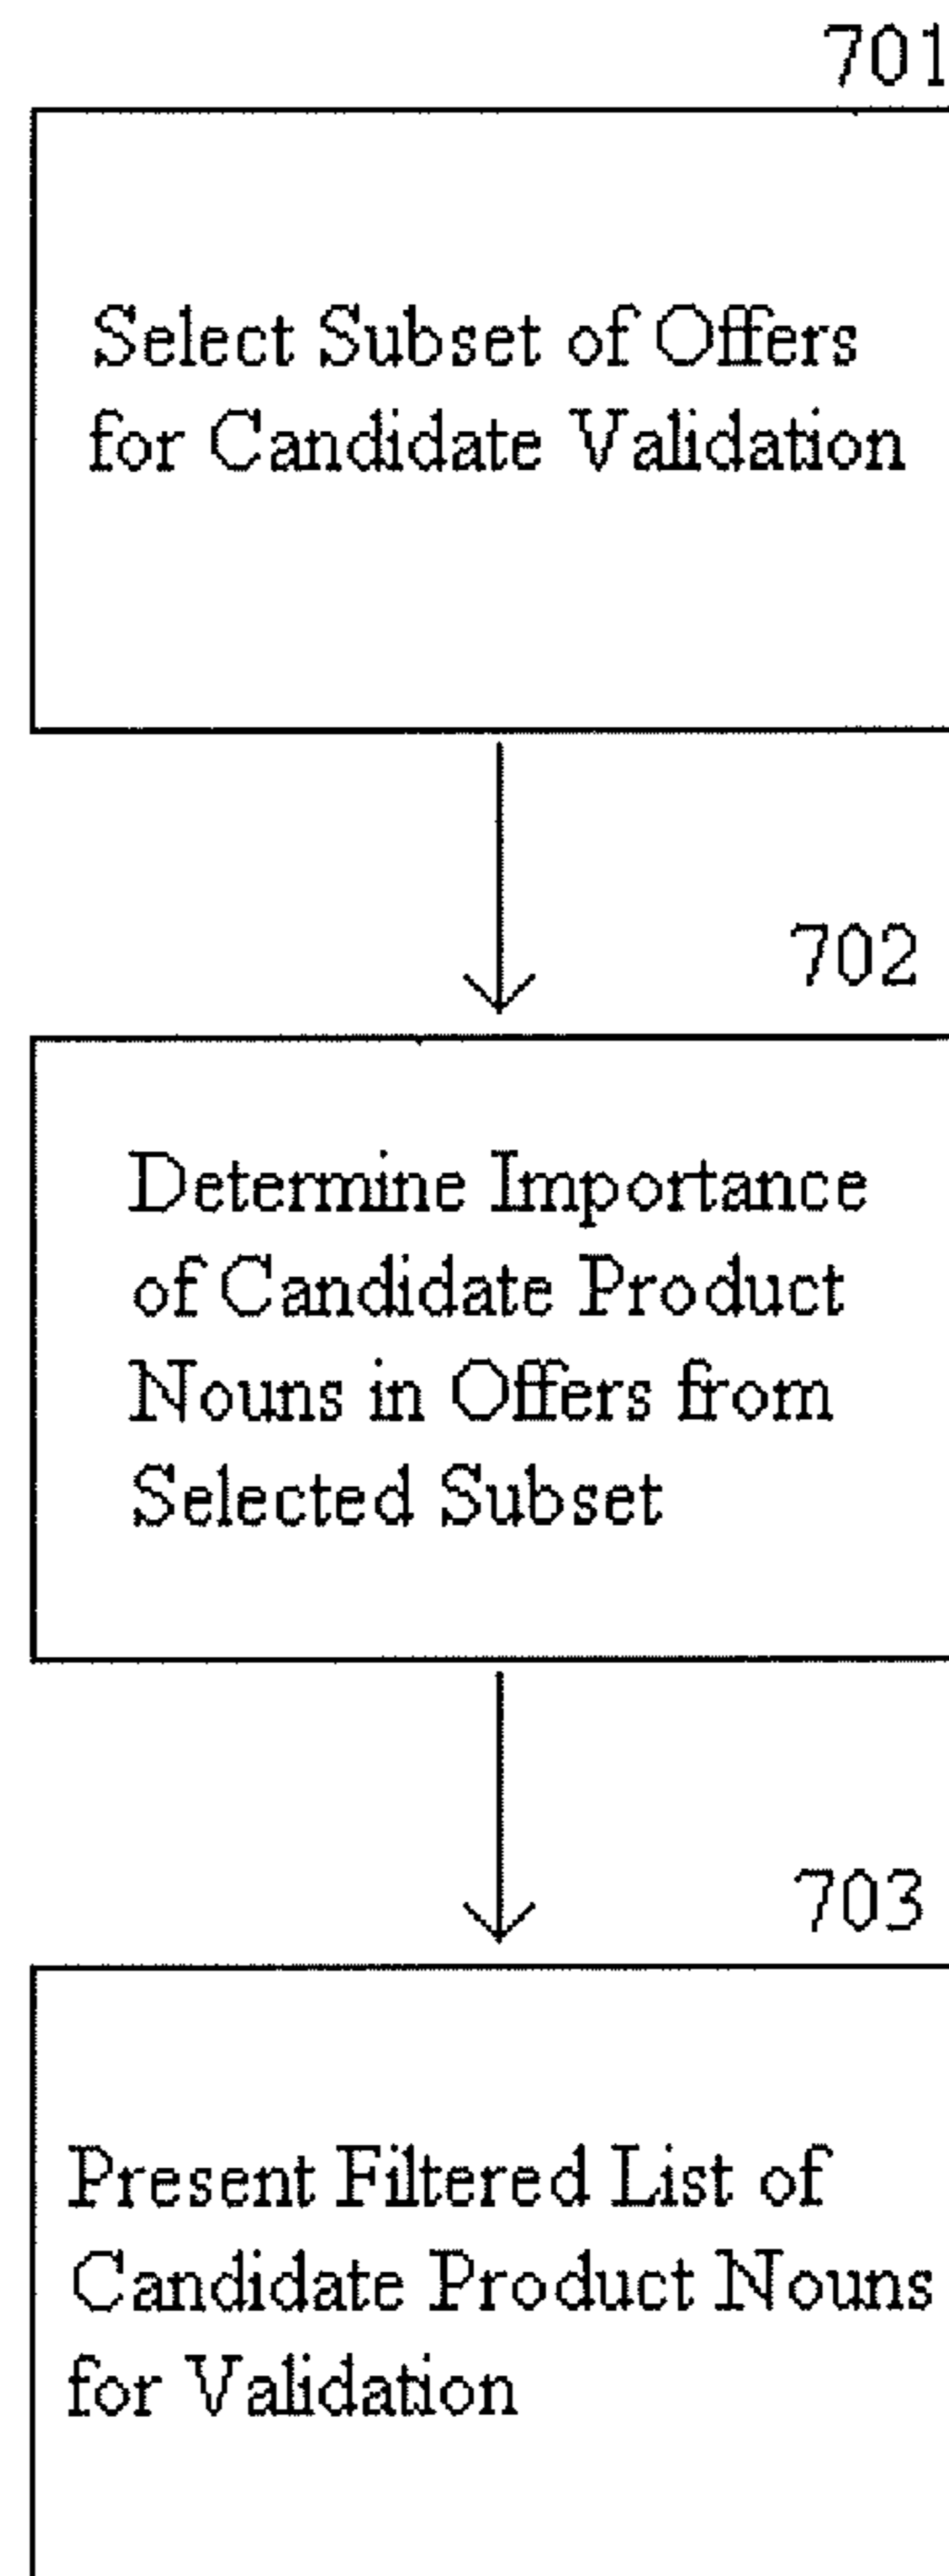 701
Select Subset of Offers
for Candidate Validation
702
Determine Importance
of Candidate Product
Nouns in Offers from
Selected Subset
703
Present Filtered List of
Candidate Product Nouns
for Validation